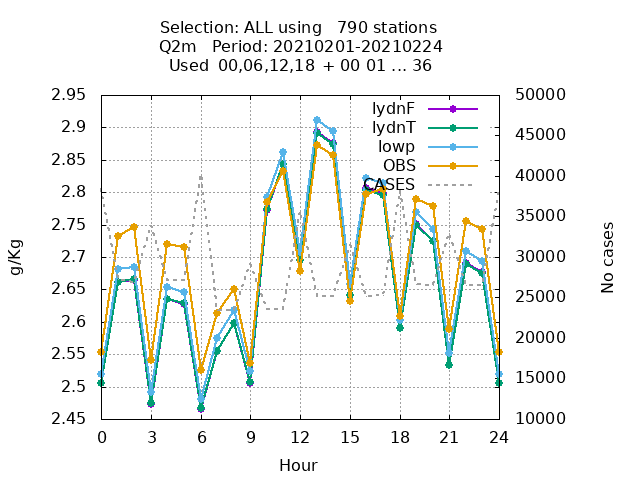 Selection: ALL using   790 stations
Q2m   Period: 20210201-20210224
Used  00,06,12,18 + 00 01 ... 36
2.95
2.9
2.85
2.8
2.75
2.7
2.65
2.6
2.55
2.5
2.45
50000
45000
40000
35000
30000
25000
20000
15000
10000
lydnF
lydnT
lowp
OBS
CASES
g/Kg
No cases
0 3 6 9 12 15 18 21 24
Hour